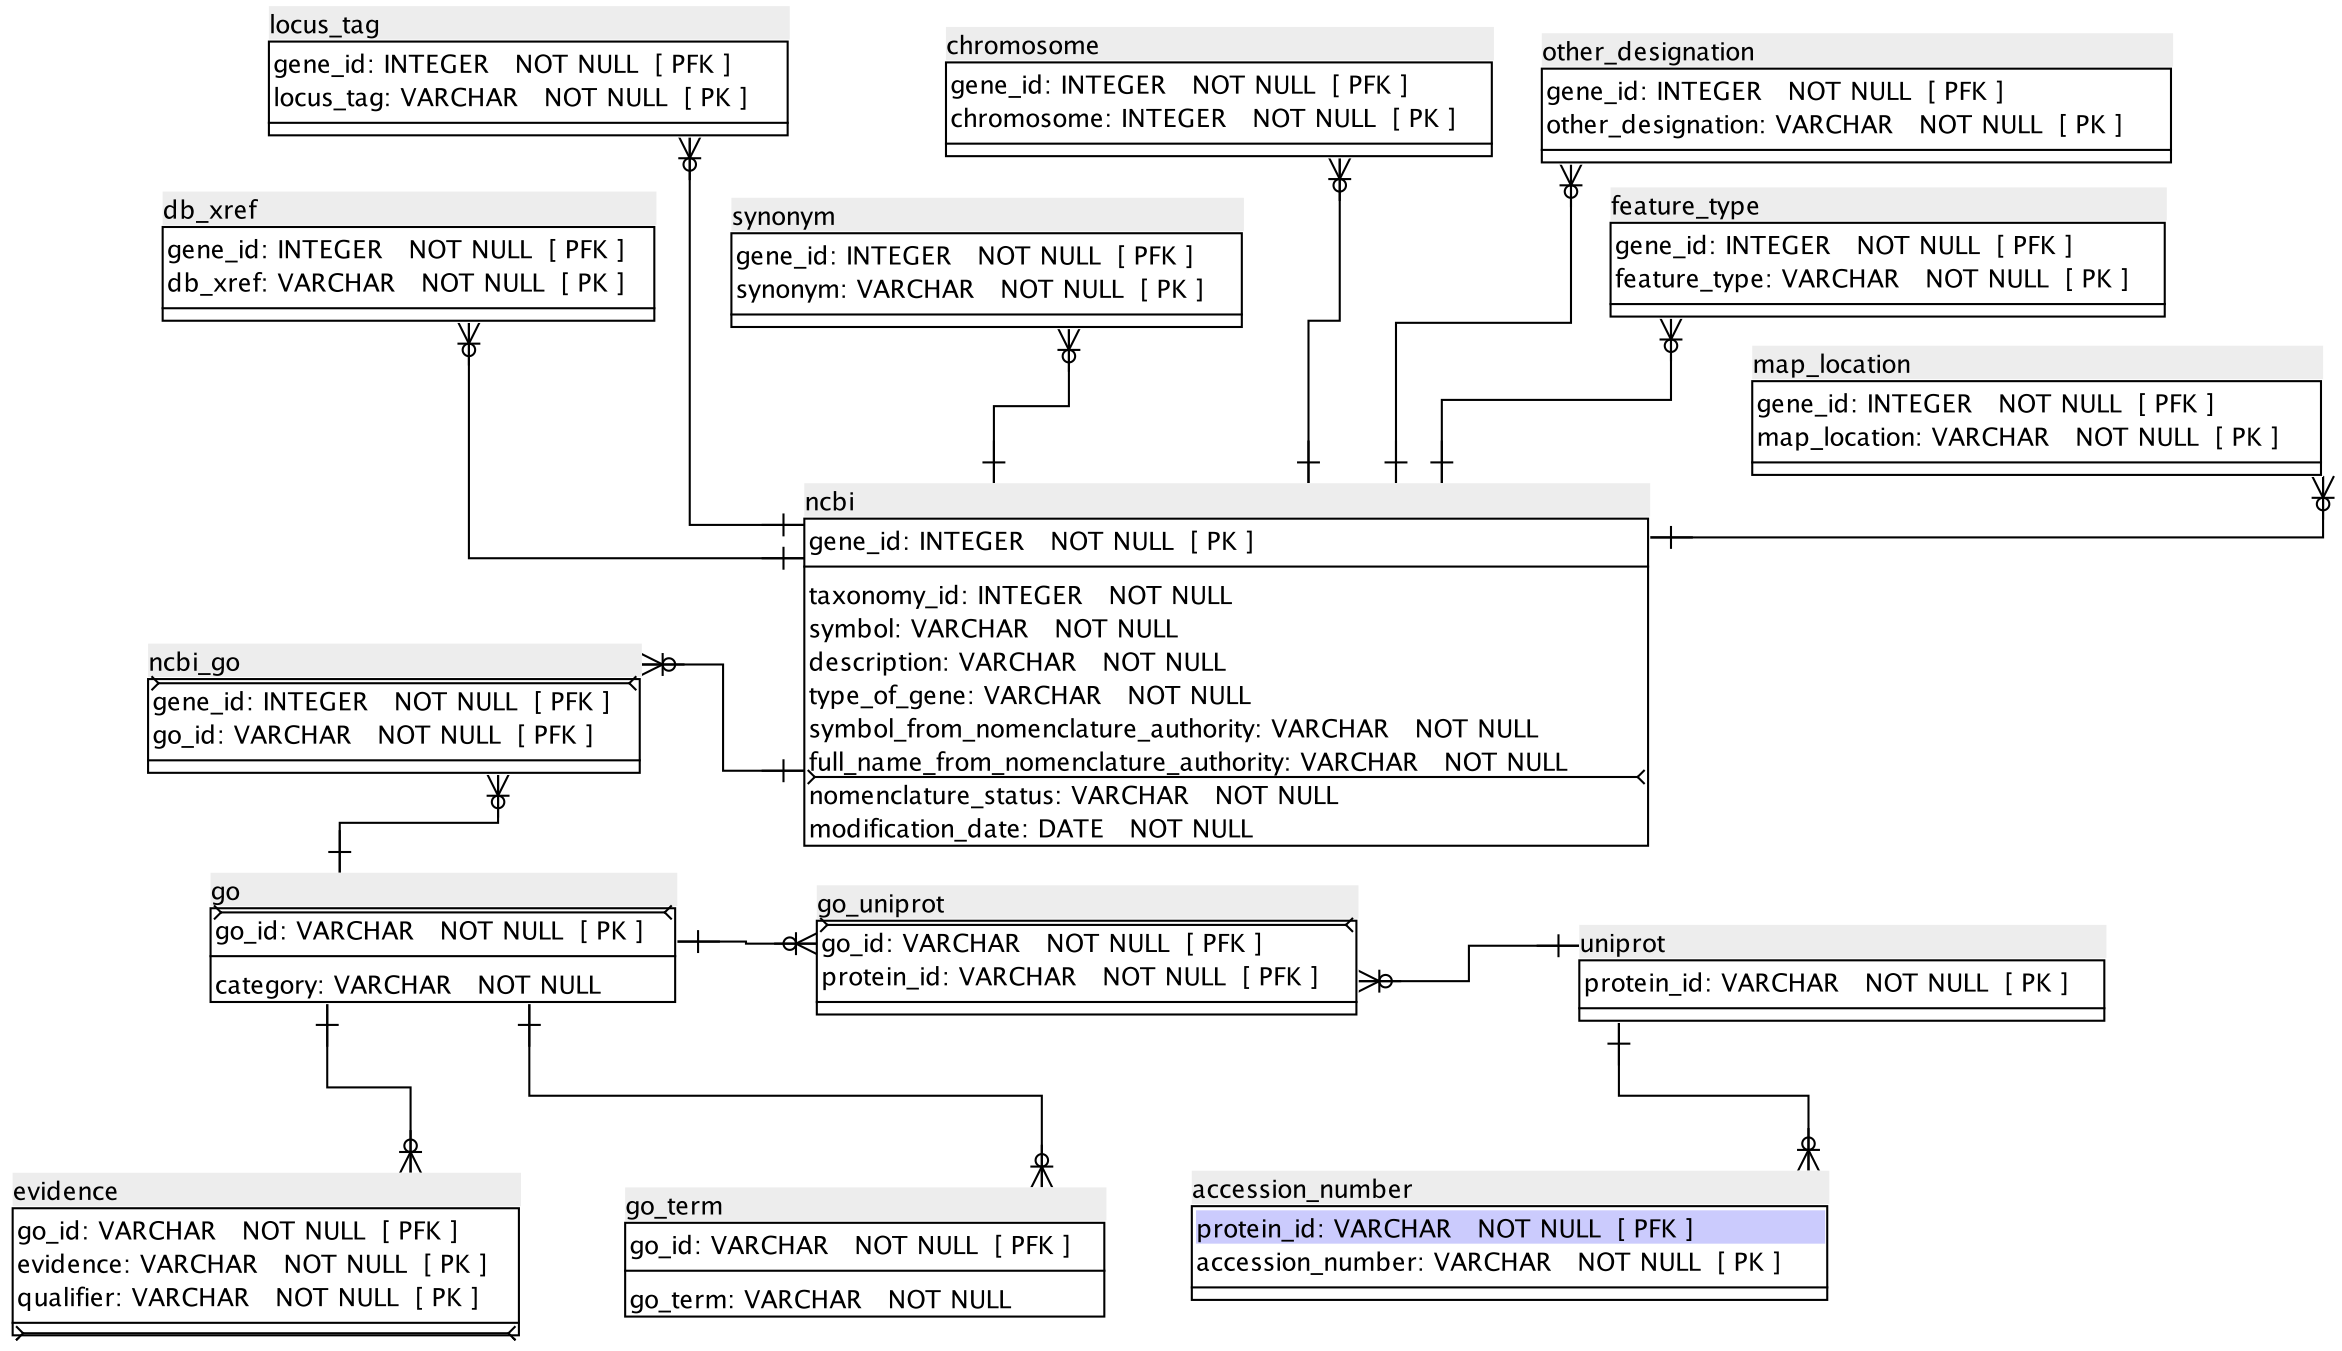 locus_tag
gene_id: INTEGER   NOT NULL  [ PFK ]
locus_tag: VARCHAR   NOT NULL  [ PK ]
chromosome
gene_id: INTEGER   NOT NULL  [ PFK ]
chromosome: INTEGER   NOT NULL  [ PK ]
other_designation
gene_id: INTEGER   NOT NULL  [ PFK ]
other_designation: VARCHAR   NOT NULL  [ PK ]
db_xref
gene_id: INTEGER   NOT NULL  [ PFK ]
db_xref: VARCHAR   NOT NULL  [ PK ]
synonym
gene_id: INTEGER   NOT NULL  [ PFK ]
synonym: VARCHAR   NOT NULL  [ PK ]
feature_type
gene_id: INTEGER   NOT NULL  [ PFK ]
feature_type: VARCHAR   NOT NULL  [ PK ]
map_location
gene_id: INTEGER   NOT NULL  [ PFK ]
map_location: VARCHAR   NOT NULL  [ PK ]
ncbi
gene_id: INTEGER   NOT NULL  [ PK ]
taxonomy_id: INTEGER   NOT NULL
symbol: VARCHAR   NOT NULL
description: VARCHAR   NOT NULL
type_of_gene: VARCHAR   NOT NULL
symbol_from_nomenclature_authority: VARCHAR   NOT NULL
full_name_from_nomenclature_authority: VARCHAR   NOT NULL
nomenclature_status: VARCHAR   NOT NULL
modification_date: DATE   NOT NULL
ncbi_go
gene_id: INTEGER   NOT NULL  [ PFK ]
go_id: VARCHAR   NOT NULL  [ PFK ]
go
go_id: VARCHAR   NOT NULL  [ PK ]
category: VARCHAR   NOT NULL
go_uniprot
go_id: VARCHAR   NOT NULL  [ PFK ]
protein_id: VARCHAR   NOT NULL  [ PFK ]
uniprot
protein_id: VARCHAR   NOT NULL  [ PK ]
evidence
go_id: VARCHAR   NOT NULL  [ PFK ]
evidence: VARCHAR   NOT NULL  [ PK ]
qualifier: VARCHAR   NOT NULL  [ PK ]
go_term
go_id: VARCHAR   NOT NULL  [ PFK ]
go_term: VARCHAR   NOT NULL
accession_number
protein_id: VARCHAR   NOT NULL  [ PFK ]
accession_number: VARCHAR   NOT NULL  [ PK ]